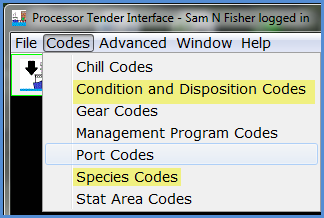 Processor Tender Interface - Sam N Fisher logged in
File Codes Advanced Window Help
Chill Codes
Condition and Disposition Codes
Gear Codes
Management Program Codes
Port Codes
Species Codes
Stat Area Codes